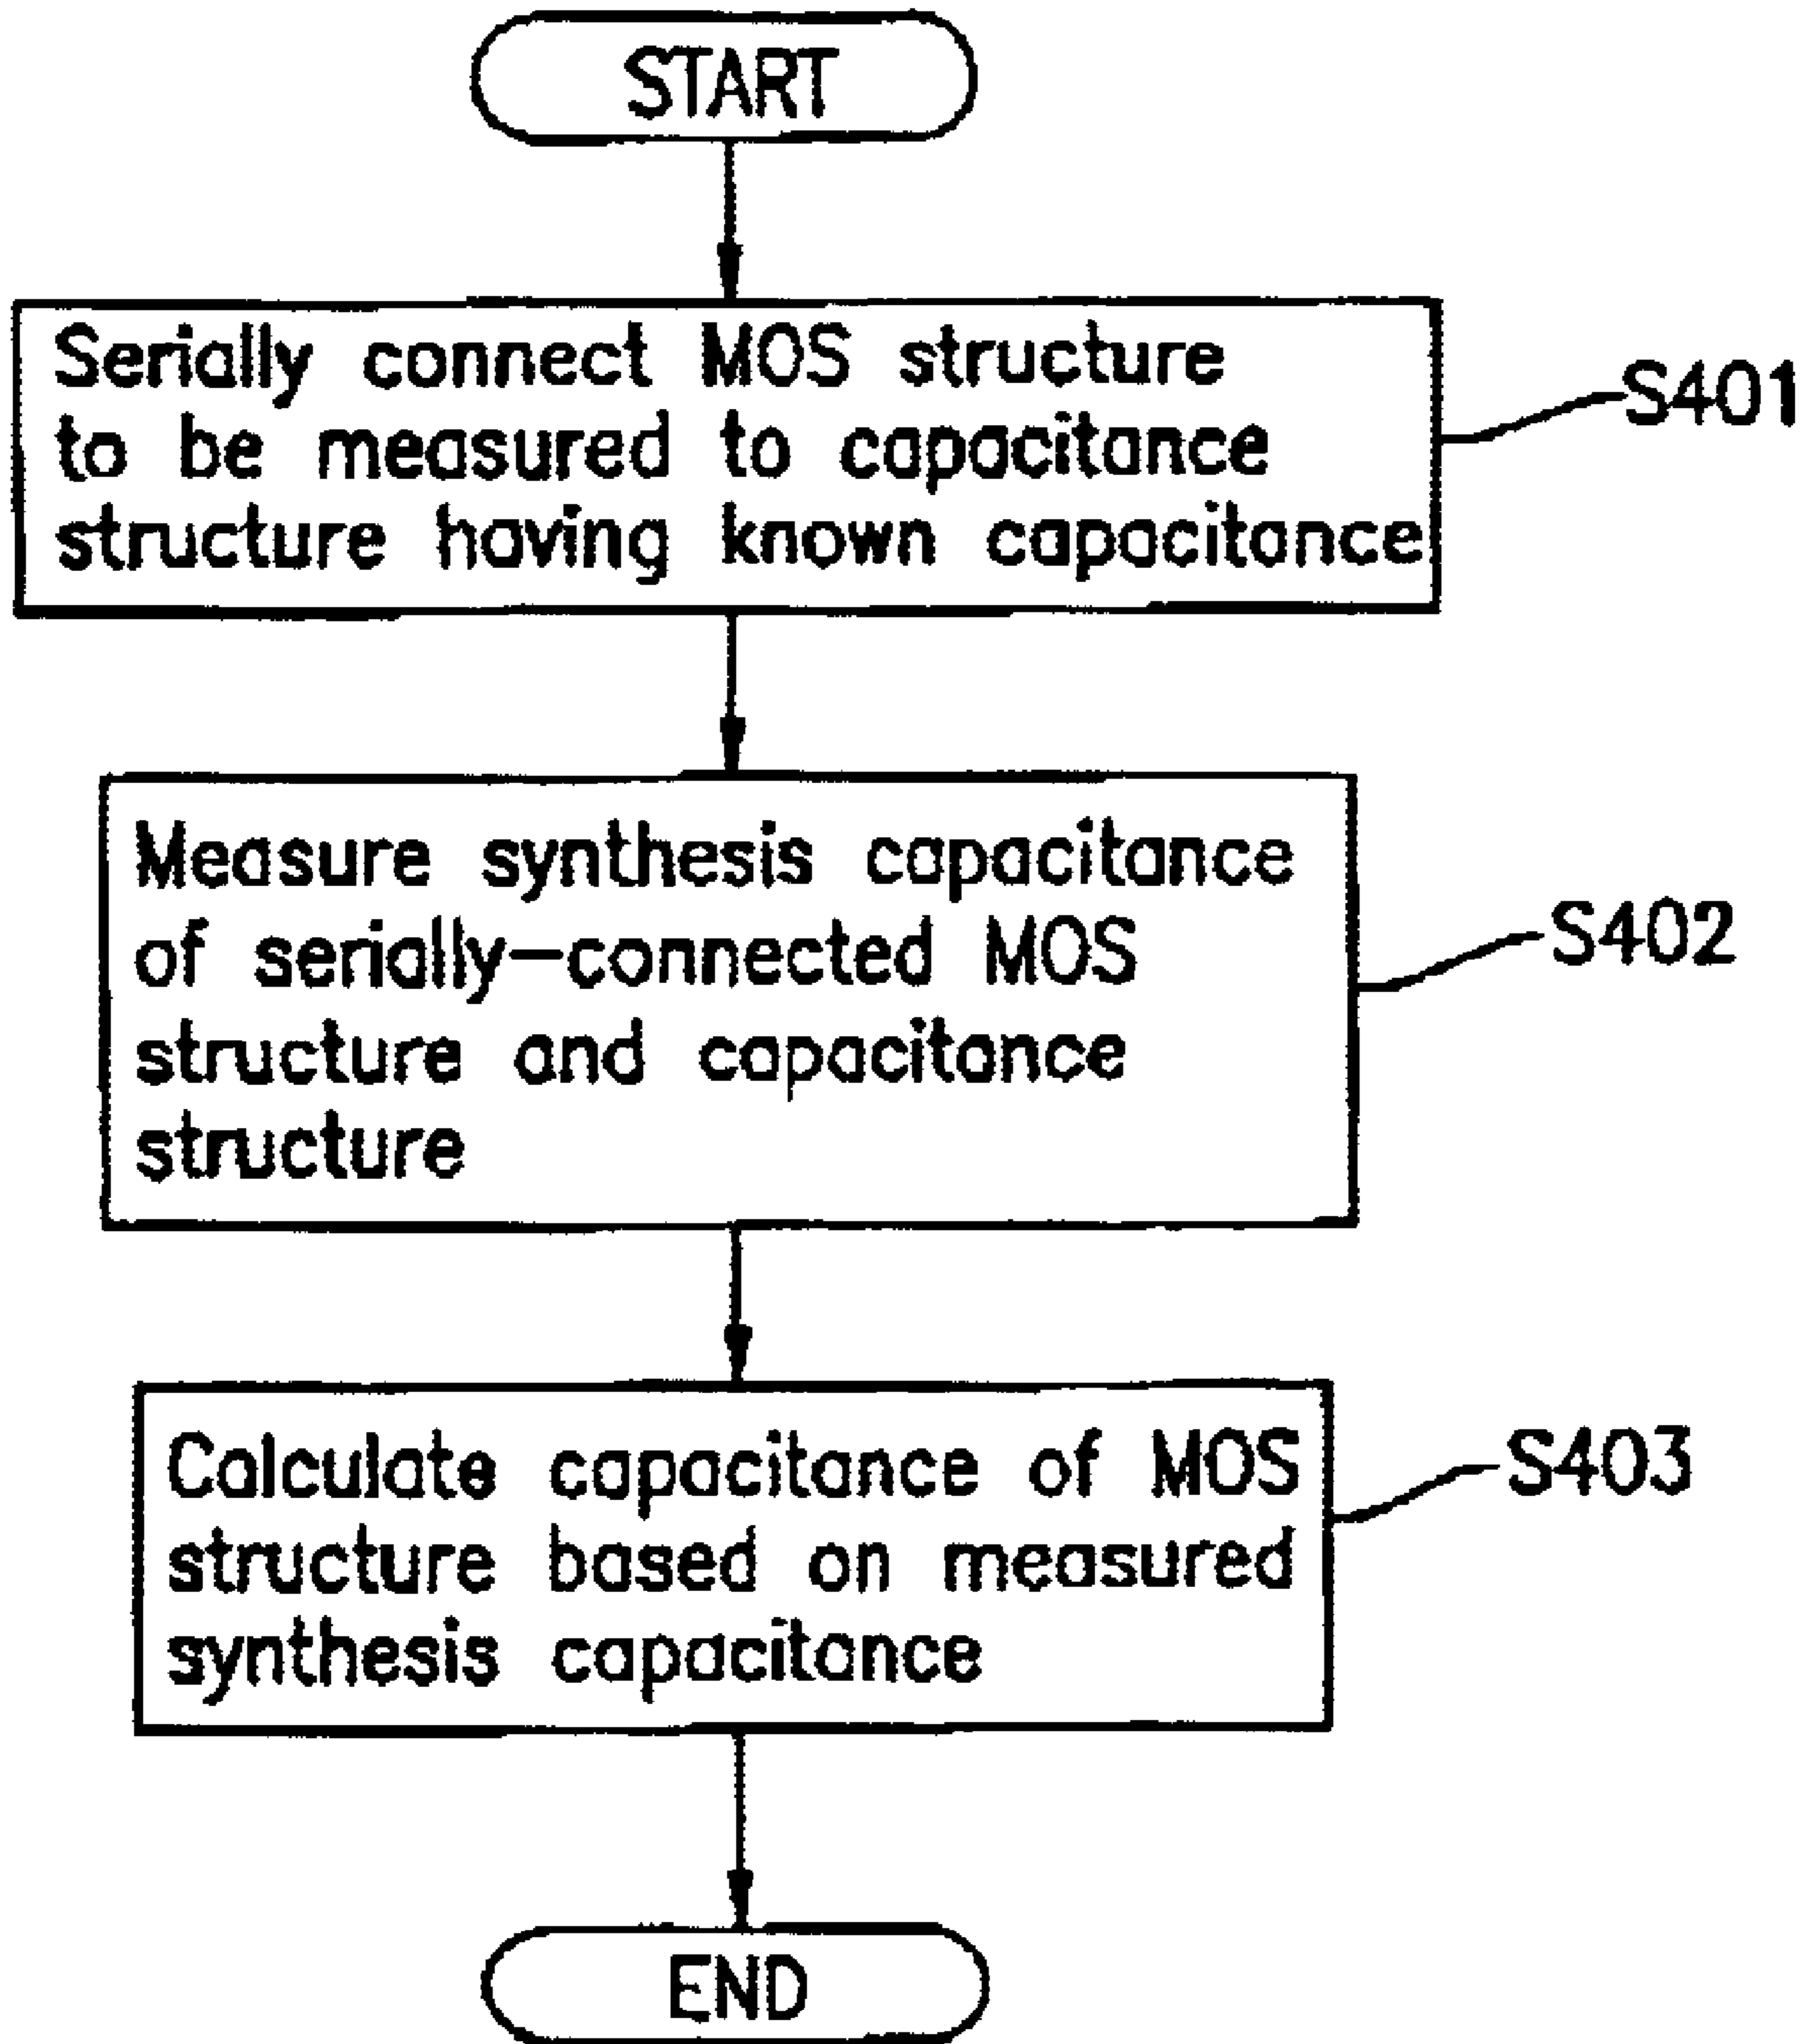 START
Serially connect MOS structure
to be measured to capacitance
structure having known capacitance
S401
Measure synthesis capacitance
of serially-connected MOS
structure and capacitance
structure
S402
Calculate capacitance of MOS
structure based on measured
synthesis capacitance
S403
END